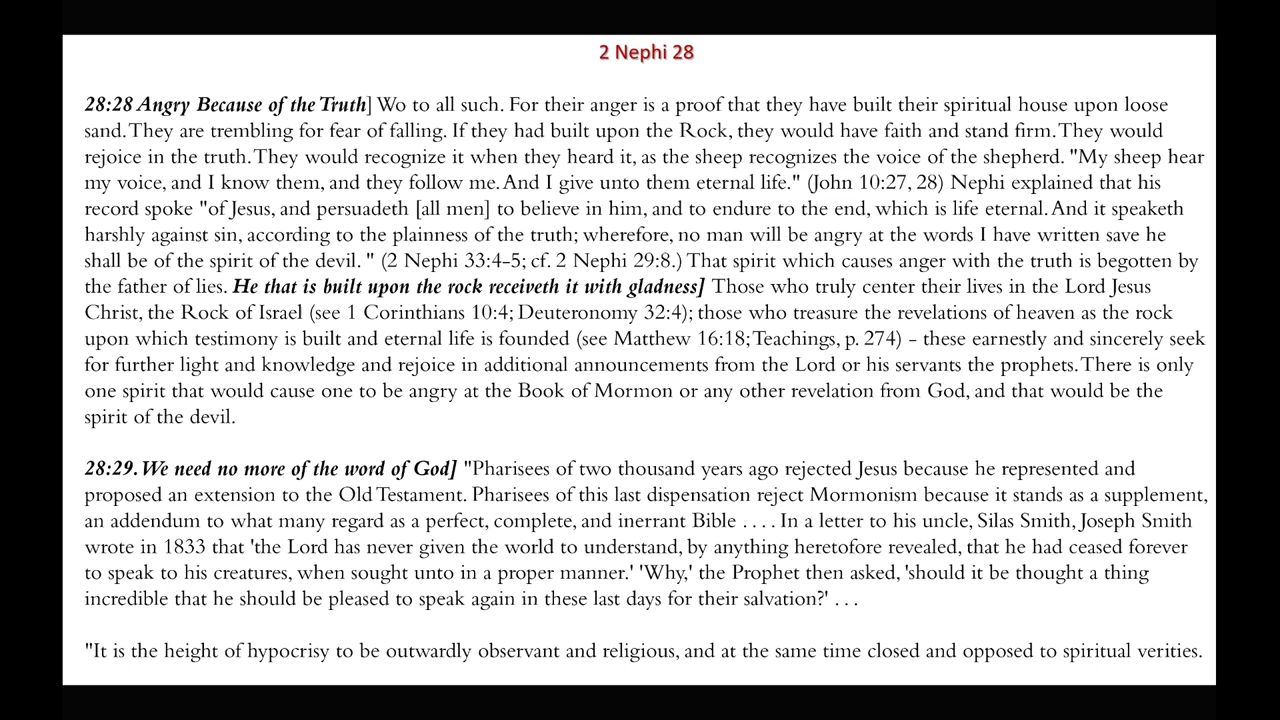 2 Nephi 28
28:28 Angry Because of the Truth] Wo to all such. For their anger is a proof that they have built their spiritual house upon loose
sand. They are trembling for fear of falling. If they had built upon the Rock, they would have faith and stand firm. They would
rejoice in the truth. They would recognize it when they heard it, as the sheep recognizes the voice of the shepherd. "My sheep hear
my voice, and I know them, and they follow me. And I give unto them eternal life." (John 10:27, 28) Nephi explained that his
record spoke "of Jesus, and persuadeth [all men] to believe in him, and to endure to the end, which is life eternal. And it speaketh
harshly against sin, according to the plainness of the truth; wherefore, no man will be angry at the words I have written save he
shall be of the spirit of the devil. " (2 Nephi 33:4-5; cf. 2 Nephi 29:8.) That spirit which causes anger with the truth is begotten by
the father of lies. He that is built upon the rock receiveth it with gladness] Those who truly center their lives in the Lord Jesus
Christ, the Rock of Israel (see 1 Corinthians 10:4; Deuteronomy 32:4); those who treasure the revelations of heaven as the rock
upon which testimony is built and eternal life is founded (see Matthew 16:18; Teachings, p. 274) - these earnestly and sincerely seek
for further light and knowledge and rejoice in additional announcements from the Lord or his servants the prophets. There is only
one spirit that would cause one to be angry at the Book of Mormon or any other revelation from God, and that would be the
spirit of the devil.
28:29. We need no more of the word of God] "Pharisees of two thousand years ago rejected Jesus because he represented and
proposed an extension to the Old Testament. Pharisees of this last dispensation reject Mormonism because it stands as a supplement,
an addendum to what many regard as a perfect, complete, and inerrant Bible . . . . In a letter to his uncle, Silas Smith, Joseph Smith
wrote in 1833 that 'the Lord has never given the world to understand, by anything heretofore revealed, that he had ceased forever
to speak to his creatures, when sought unto in a proper manner.' 'Why,' the Prophet then asked, 'should it be thought a thing
incredible that he should be pleased to speak again in these last days for their salvation?' . . .
"It is the height of hypocrisy to be outwardly observant and religious, and at the same time closed and opposed to spiritual verities.